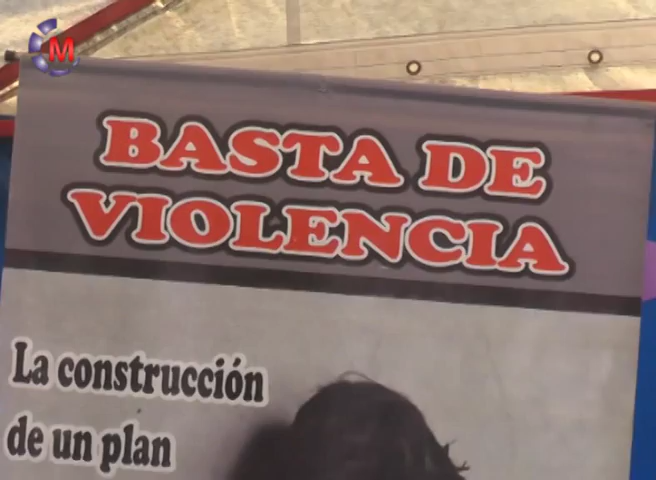 M
BASTA DE
VIOLENCIA
La construcción
de un plan